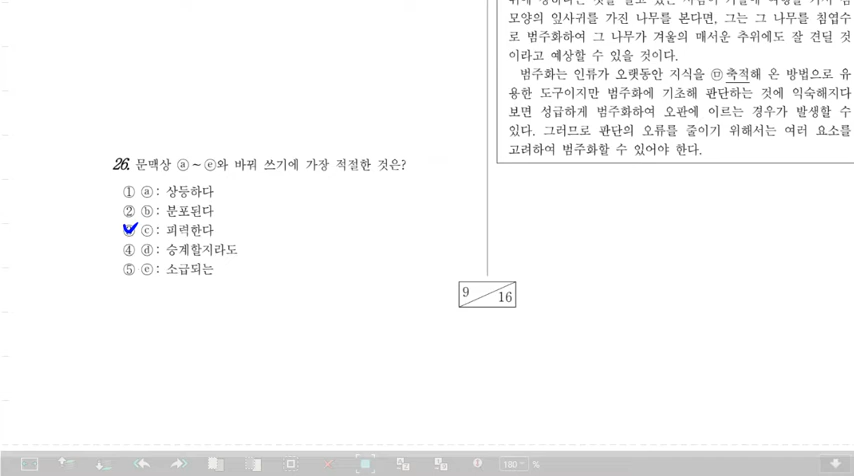 모양의 잎사귀를 가진 나무를 본다면, 그는 그 나무를 침엽수
로 범주화하여 그 나무가 겨울의 매서운 추위에도 잘 견딜 것
이라고 예상할 수 있을 것이다.
범주화는 인류가 오랫동안 지식을 ㉤축적해 온 방법으로 유
용한 도구이지만 범주화에 기초해 판단하는 것에 익숙해지다
보면 성급하게 범주화하여 오판에 이르는 경우가 발생할 수
있다. 그러므로 판단의 오류를 줄이기 위해서는 여러 요소를
고려하여 범주화할 수 있어야 한다.
26. 문맥상 ⓐ~ⓔ와 바꿔 쓰기에 가장 적절한 것은?
① ⓐ: 상등하다
② ⓑ: 분포된다
ⓒ: 피력한다
④ ⓓ: 승계할지라도
⑤ ⓔ: 소급되는
9 16
180 %